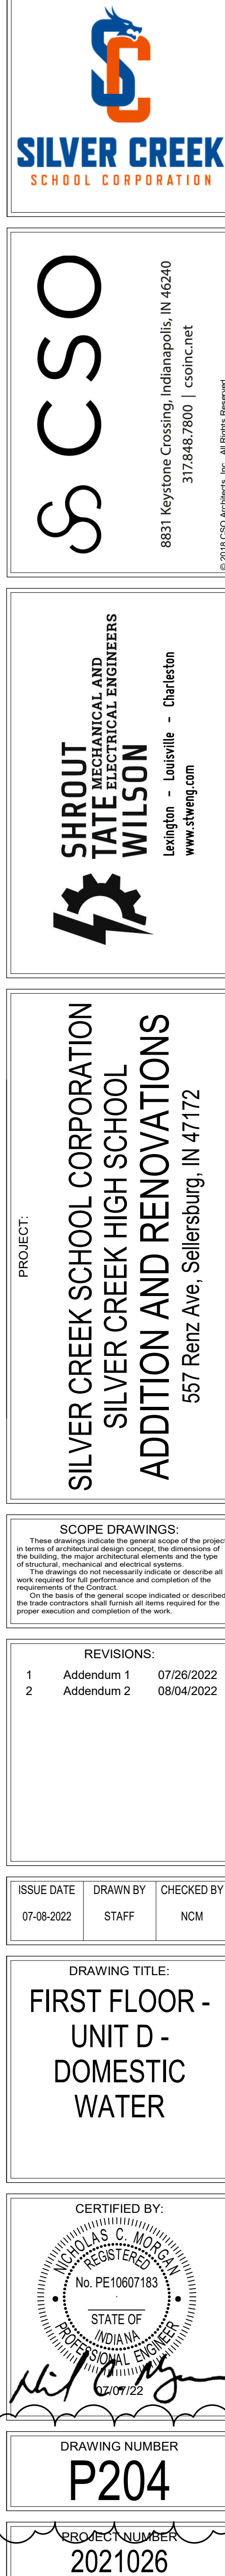 SC
SILVER CREEK
SCHOOL CORPORATION
CSO
8831 Keystone Crossing, Indianapolis, IN 46240
317.848.7800 | csoinc.net
© 2018 CSO Architects, Inc. All Rights Reserved
SHROUT
TATE MECHANICAL AND
ELECTRICAL ENGINEERS
WILSON
Lexington - Louisville - Charleston
www.stweng.com
PROJECT:
SILVER CREEK SCHOOL CORPORATION
SILVER CREEK HIGH SCHOOL
ADDITION AND RENOVATIONS
557 Renz Ave, Sellersburg, IN 47172
SCOPE DRAWINGS:
These drawings indicate the general scope of the project
in terms of architectural design concept, the dimensions of
the building, the major architectural elements and the type
of structural, mechanical and electrical systems.
The drawings do not necessarily indicate or describe all
work required for full performance and completion of the
requirements of the Contract.
On the basis of the general scope indicated or described,
the trade contractors shall furnish all items required for the
proper execution and completion of the work.
REVISIONS:
1 Addendum 1 07/26/2022
2 Addendum 2 08/04/2022
ISSUE DATE DRAWN BY CHECKED BY
07-08-2022 STAFF NCM
DRAWING TITLE:
FIRST FLOOR -
UNIT D -
DOMESTIC
WATER
CERTIFIED BY:
NICHOLAS C. MORGAN
REGISTERED
No. PE10607183
STATE OF
INDIANA
PROFESSIONAL ENGINEER
07/07/22
DRAWING NUMBER
P204
PROJECT NUMBER
2021026